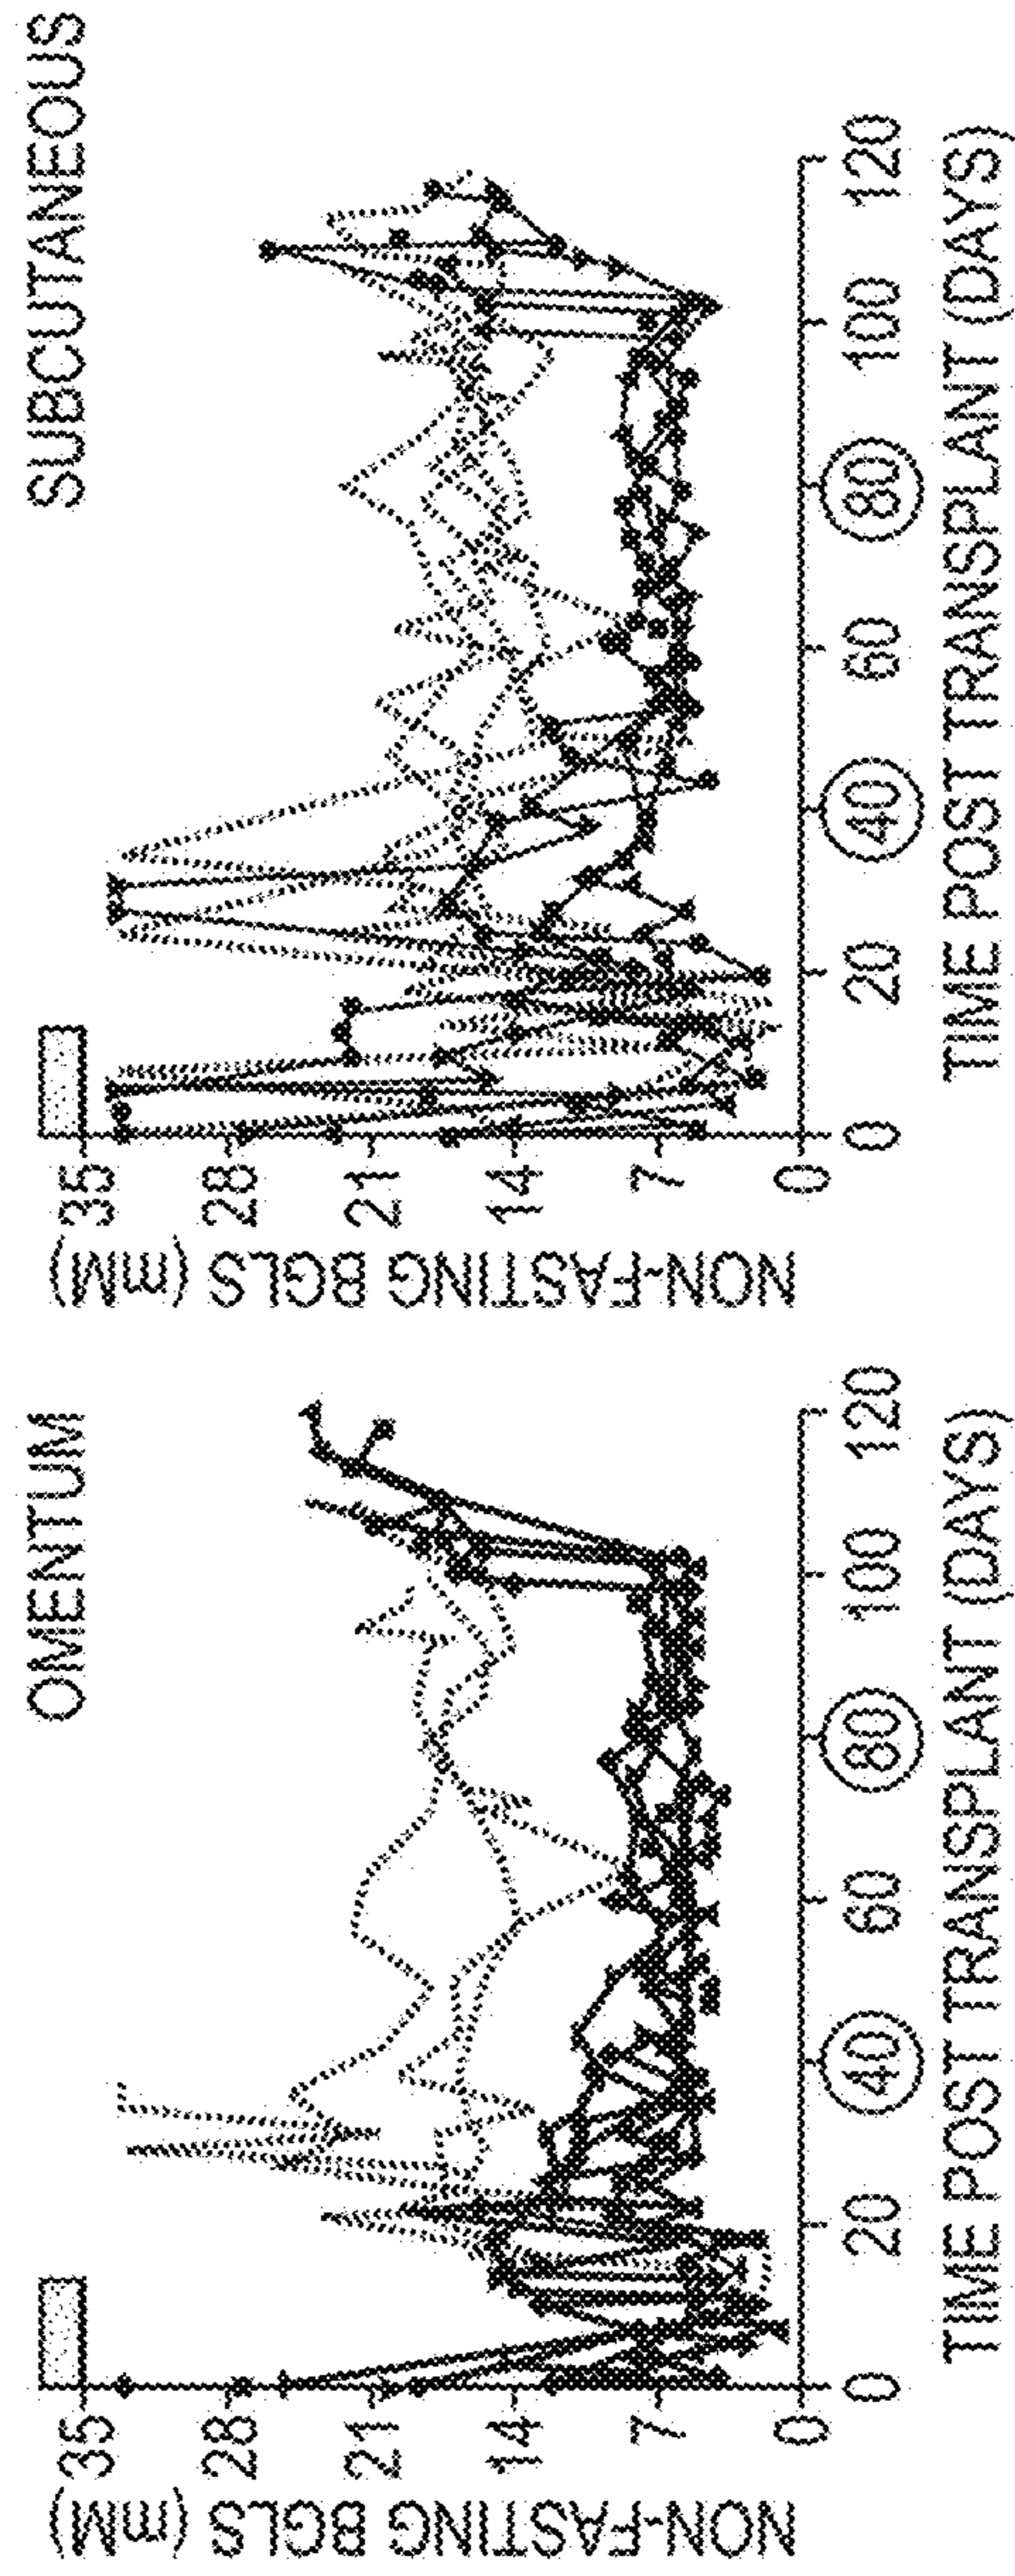 OMENTUM
NON-FASTING BGLS (mM)
35
28
21
14
7
0
0 20 40 60 80 100 120
TIME POST TRANSPLANT (DAYS)
SUBCUTANEOUS
NON-FASTING BGLS (mM)
35
28
21
14
7
0
0 20 40 60 80 100 120
TIME POST TRANSPLANT (DAYS)